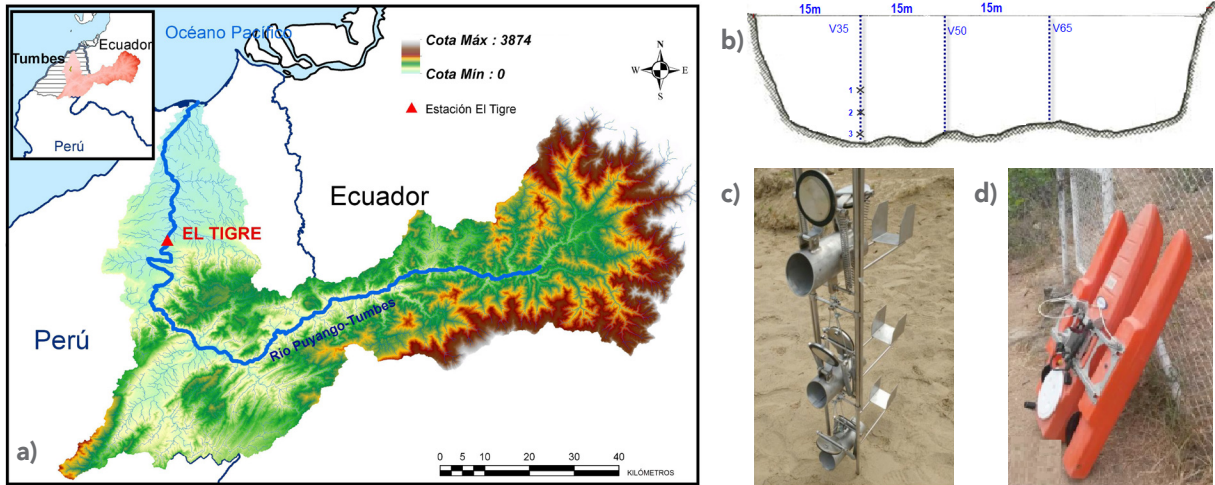 Océano Pacífico
Ecuador
Tumbes
Perú
Cota Máx : 3874
Cota Mín : 0
Estación El Tigre
N
W
E
S
Ecuador
EL TIGRE
Perú
Río Puyango-Tumbes
a)
0 5 10 20 30 40
KILÓMETROS
b)
15m 15m 15m
V35 V50 V65
1
2
3
c)
d)